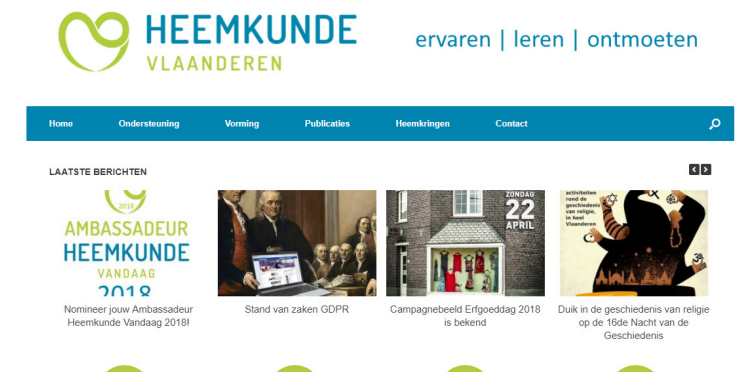 HEEMKUNDE
VLAANDEREN
ervaren | leren | ontmoeten
Home Ondersteuning Vorming Publicaties Heemkringen Contact
LAATSTE BERICHTEN
2018
AMBASSADEUR
HEEMKUNDE
VANDAAG
2018
ZONDAG
22
APRIL
activiteiten
rond de
geschiedenis
van religie,
in heel
Vlaanderen
Nomineer jouw Ambassadeur
Heemkunde Vandaag 2018!
Stand van zaken GDPR
Campagnebeeld Erfgoeddag 2018
is bekend
Duik in de geschiedenis van religie
op de 16de Nacht van de
Geschiedenis